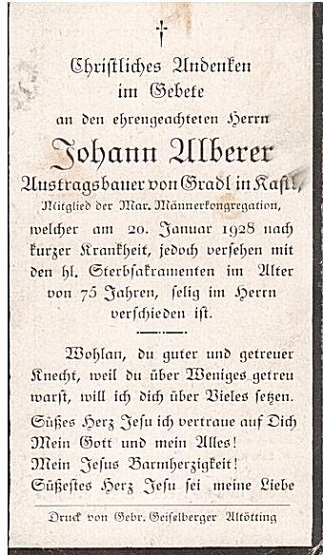 Christliches Andenken
im Gebete
an den ehrengeachteten Herrn
Johann Alberer
Austragsbauer von Gradl in Kastl,
Mitglied der Mar. Männerkongregation,
welcher am 20. Januar 1928 nach
kurzer Krankheit, jedoch versehen mit
den hl. Sterbsakramenten im Alter
von 75 Jahren, selig im Herrn
verschieden ist.
Wohlan, du guter und getreuer
Knecht, weil du über Weniges getreu
warst, will ich dich über Vieles setzen.
Süßes Herz Jesu ich vertraue auf Dich
Mein Gott und mein Alles!
Mein Jesus Barmherzigkeit!
Süßestes Herz Jesu sei meine Liebe
Druck von Gebr. Geiselberger Altötting